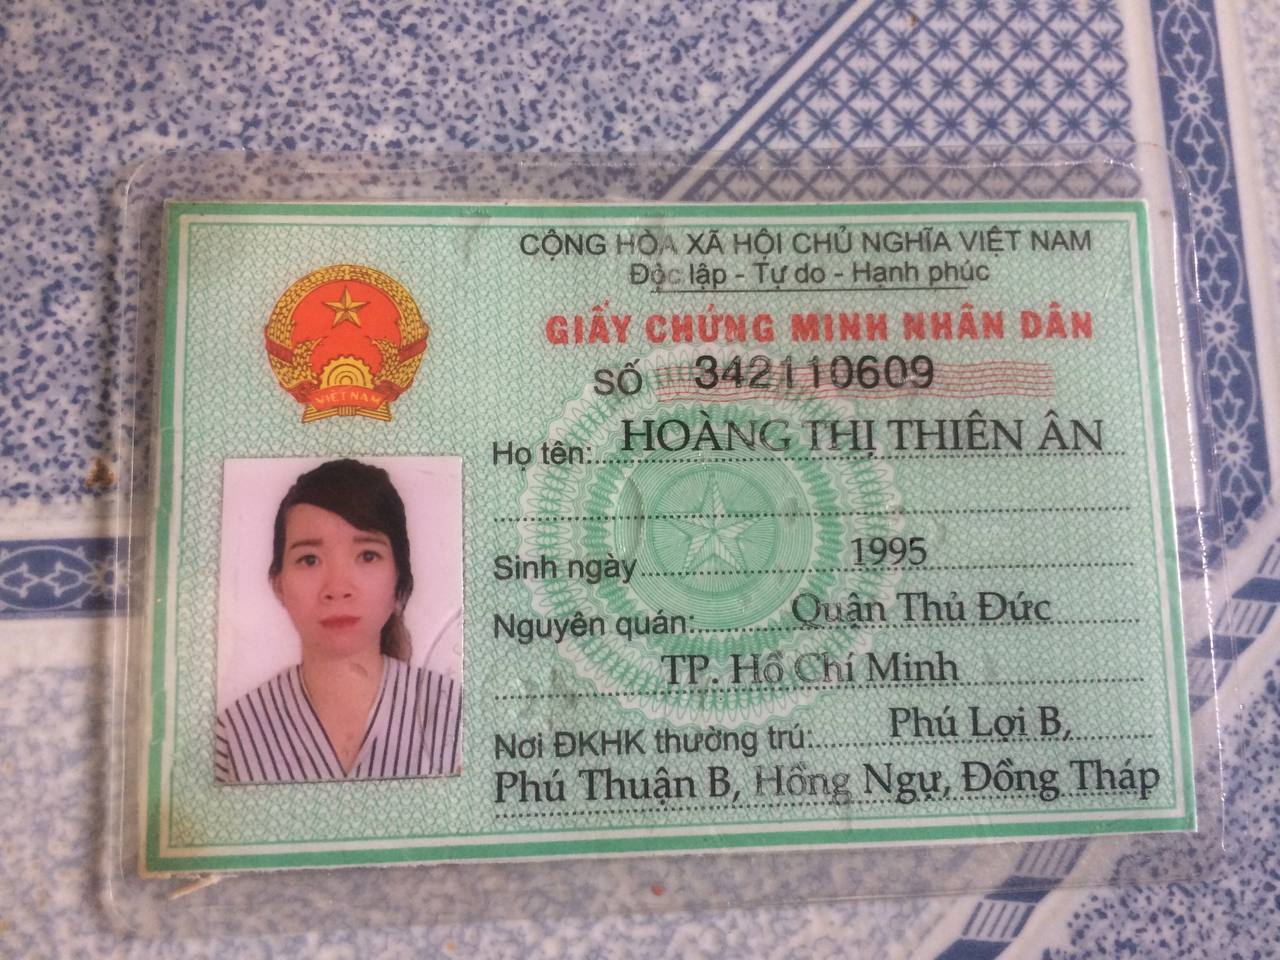 CỘNG HÒA XÃ HỘI CHỦ NGHĨA VIỆT NAM
Độc lập - Tự do - Hạnh phúc
GIẤY CHỨNG MINH NHÂN DÂN
SỐ 342110609
VIỆT NAM
Họ tên: HOÀNG THỊ THIÊN ÂN
Sinh ngày 1995
Nguyên quán: Quận Thủ Đức
TP. Hồ Chí Minh
Nơi ĐKHK thường trú: Phú Lợi B,
Phú Thuận B, Hồng Ngự, Đồng Tháp